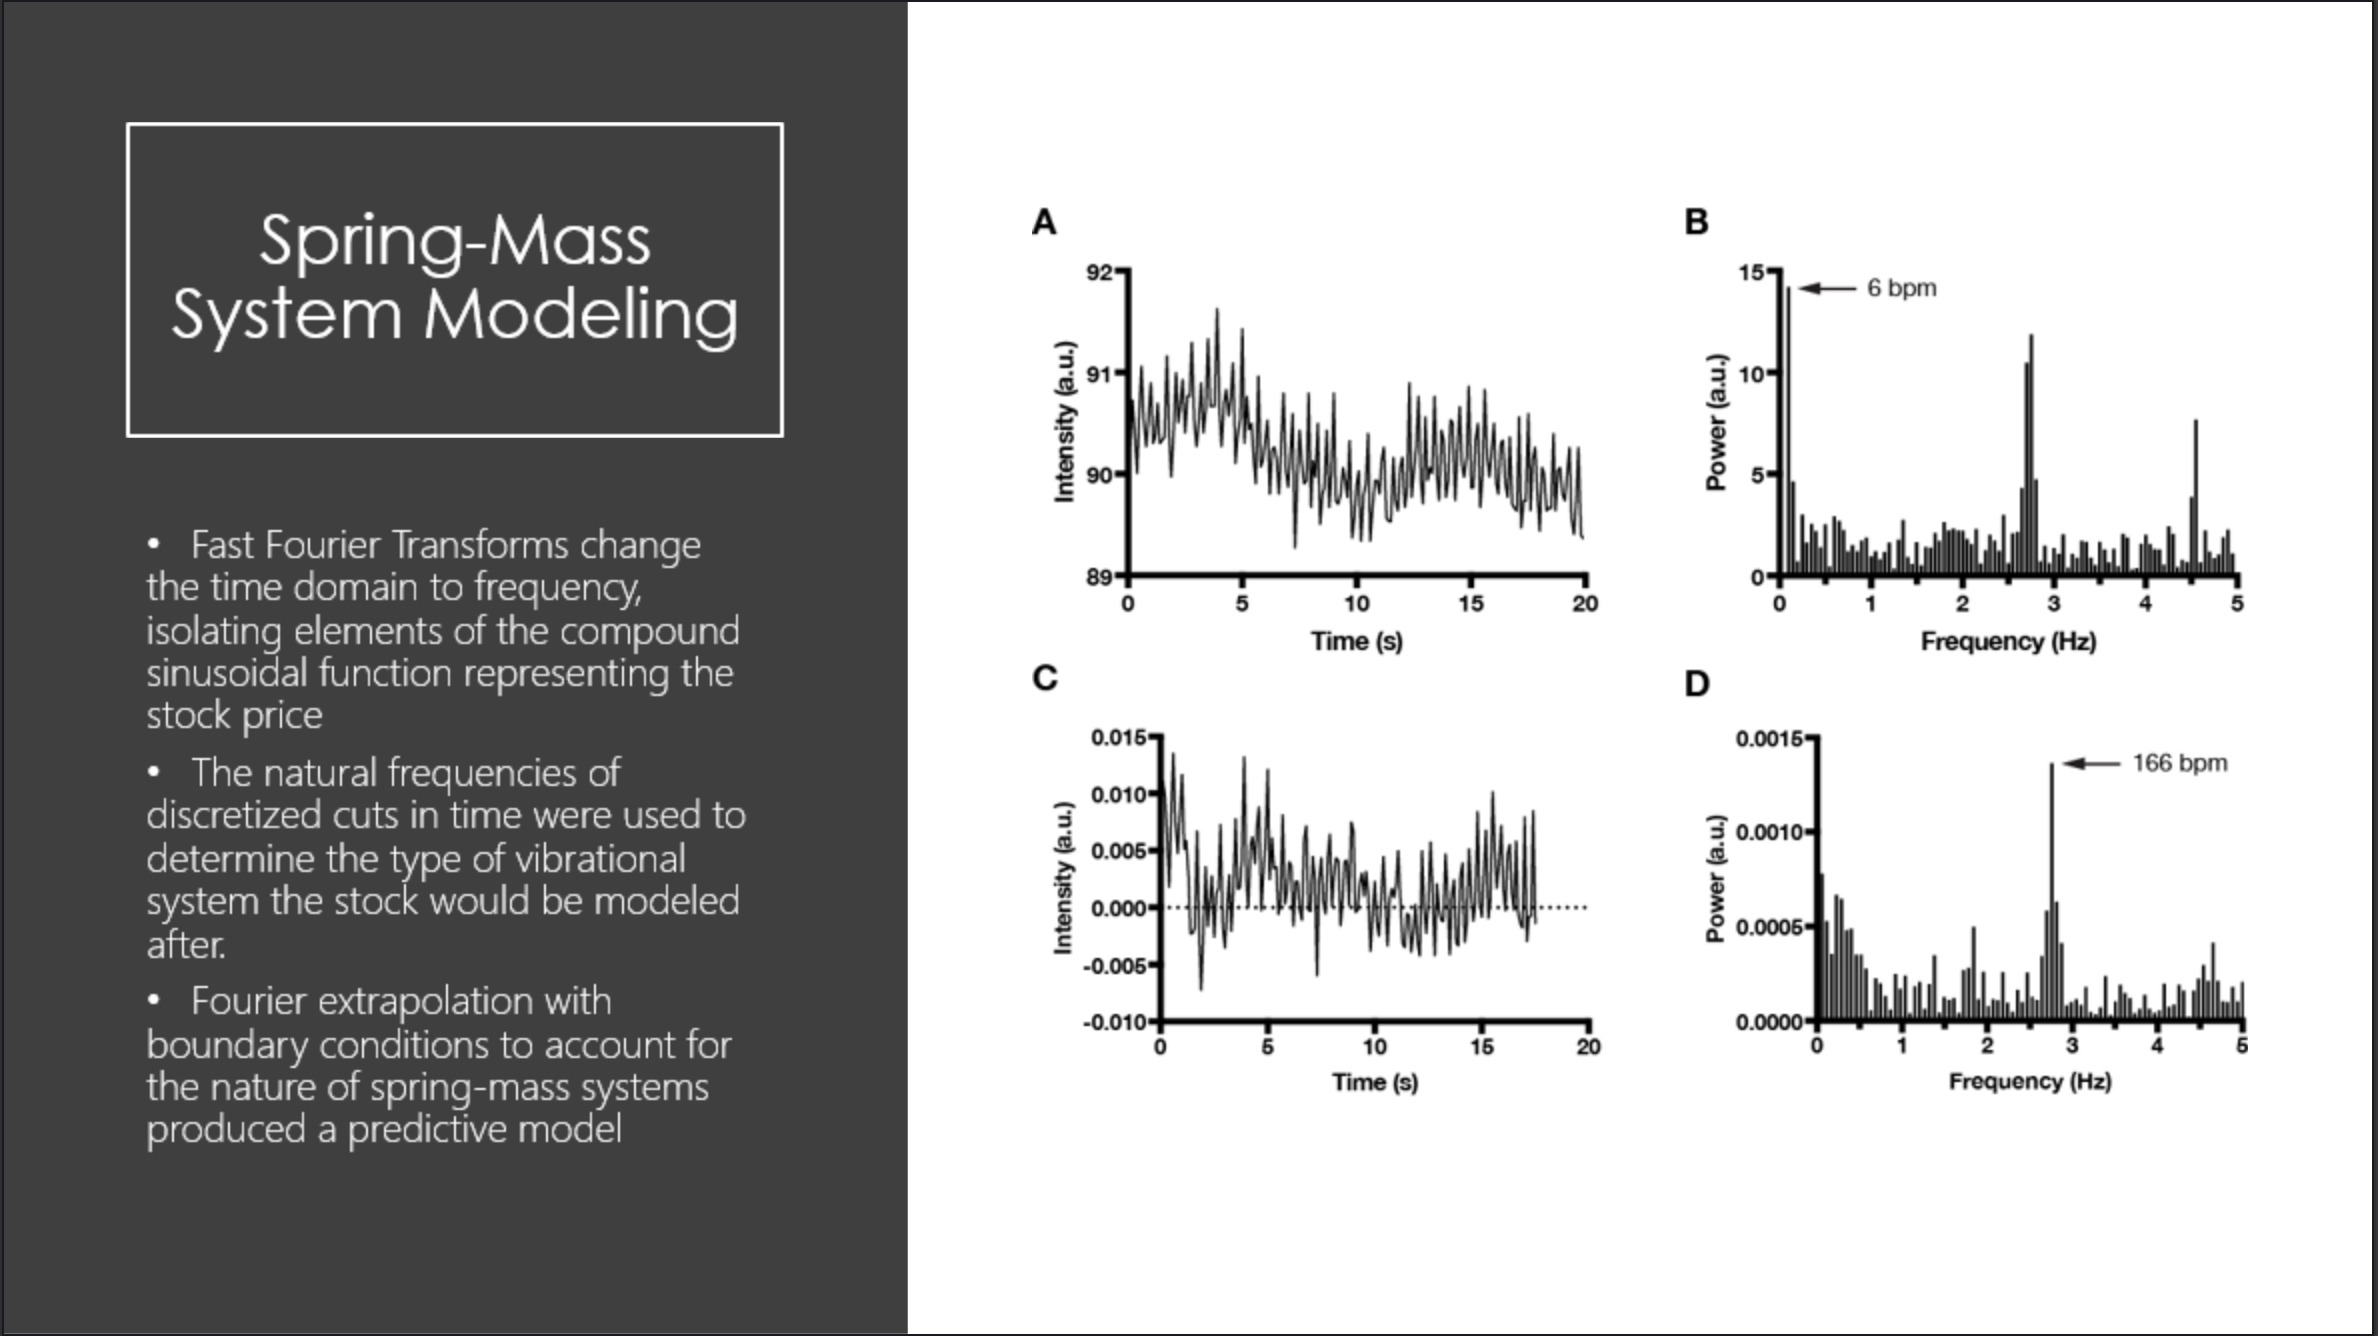 Spring-Mass
System Modeling
• Fast Fourier Transforms change
the time domain to frequency,
isolating elements of the compound
sinusoidal function representing the
stock price
• The natural frequencies of
discretized cuts in time were used to
determine the type of vibrational
system the stock would be modeled
after.
• Fourier extrapolation with
boundary conditions to account for
the nature of spring-mass systems
produced a predictive model
A
92
91
90
89
Intensity (a.u.)
0 5 10 15 20
Time (s)
B
15
10
5
0
Power (a.u.)
6 bpm
0 1 2 3 4 5
Frequency (Hz)
C
0.015
0.010
0.005
0.000
-0.005
-0.010
Intensity (a.u.)
0 5 10 15 20
Time (s)
D
0.0015
0.0010
0.0005
0.0000
Power (a.u.)
166 bpm
0 1 2 3 4 5
Frequency (Hz)